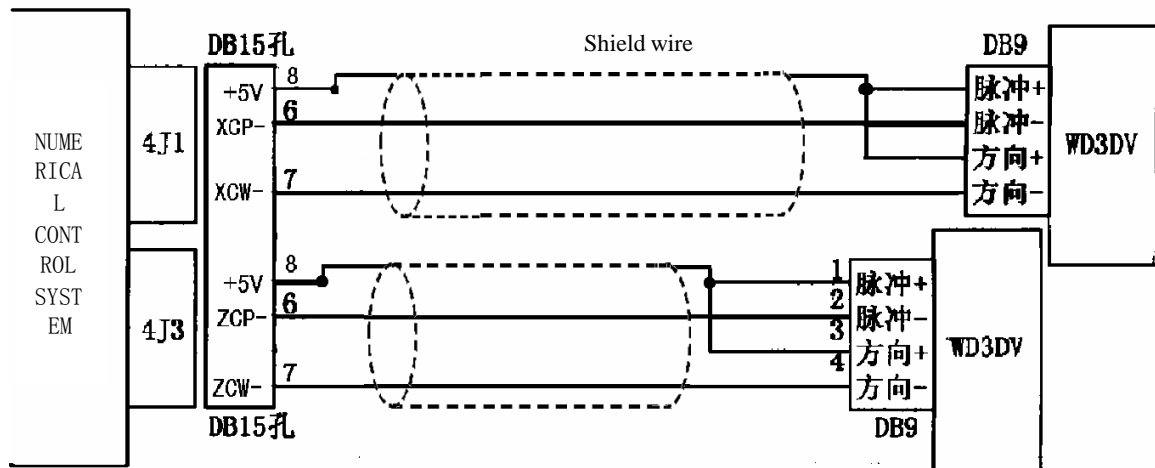 DB15孔
Shield wire
DB9
NUME
RICA
L
CONT
ROL
SYST
EM
4J1
+5V
8
XCP-
6
XCW-
7
脉冲+
脉冲-
方向+
方向-
WD3DV
4J3
+5V
8
ZCP-
6
ZCW-
7
1
2
3
4
脉冲+
脉冲-
方向+
方向-
WD3DV
DB15孔
DB9